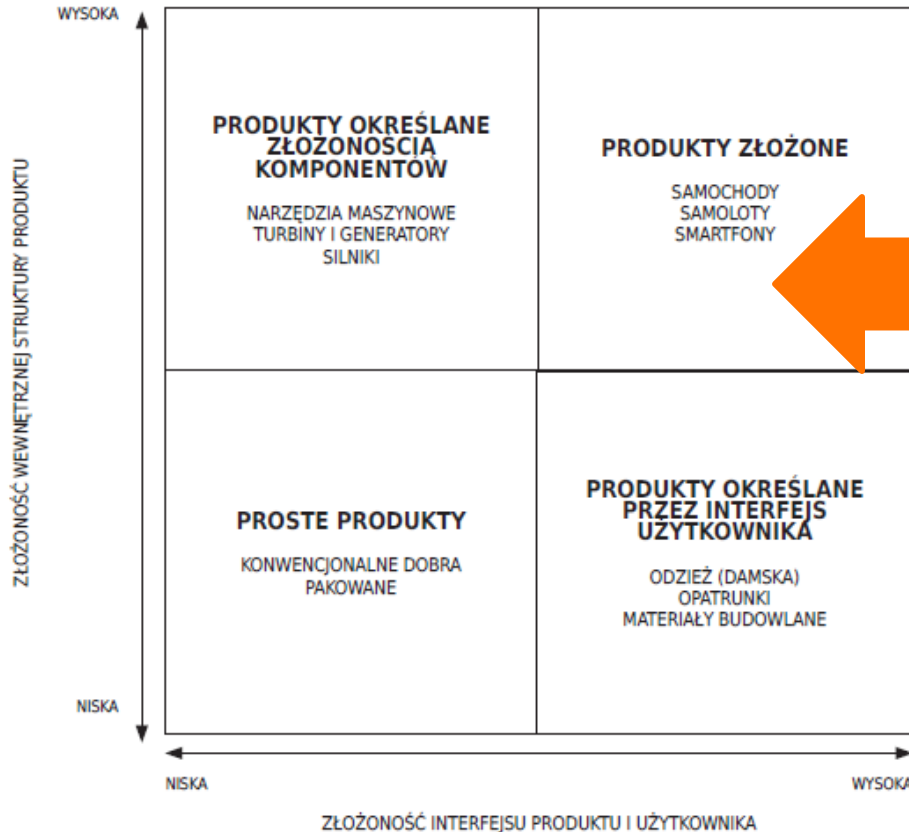 WYSOKA
ZŁOŻONOŚĆ WEWNĘTRZNEJ STRUKTURY PRODUKTU
PRODUKTY OKREŚLANE
ZŁOŻONOŚCIĄ
KOMPONENTÓW
NARZĘDZIA MASZYNOWE
TURBINY I GENERATORY
SILNIKI
PRODUKTY ZŁOŻONE
SAMOCHODY
SAMOLOTY
SMARTFONY
PROSTE PRODUKTY
KONWENCJONALNE DOBRA
PAKOWANE
PRODUKTY OKREŚLANE
PRZEZ INTERFEJS
UŻYTKOWNIKA
ODZIEŻ (DAMSKA)
OPATRUNKI
MATERIAŁY BUDOWLANE
NISKA
NISKA
WYSOKA
ZŁOŻONOŚĆ INTERFEJSU PRODUKTU I UŻYTKOWNIKA